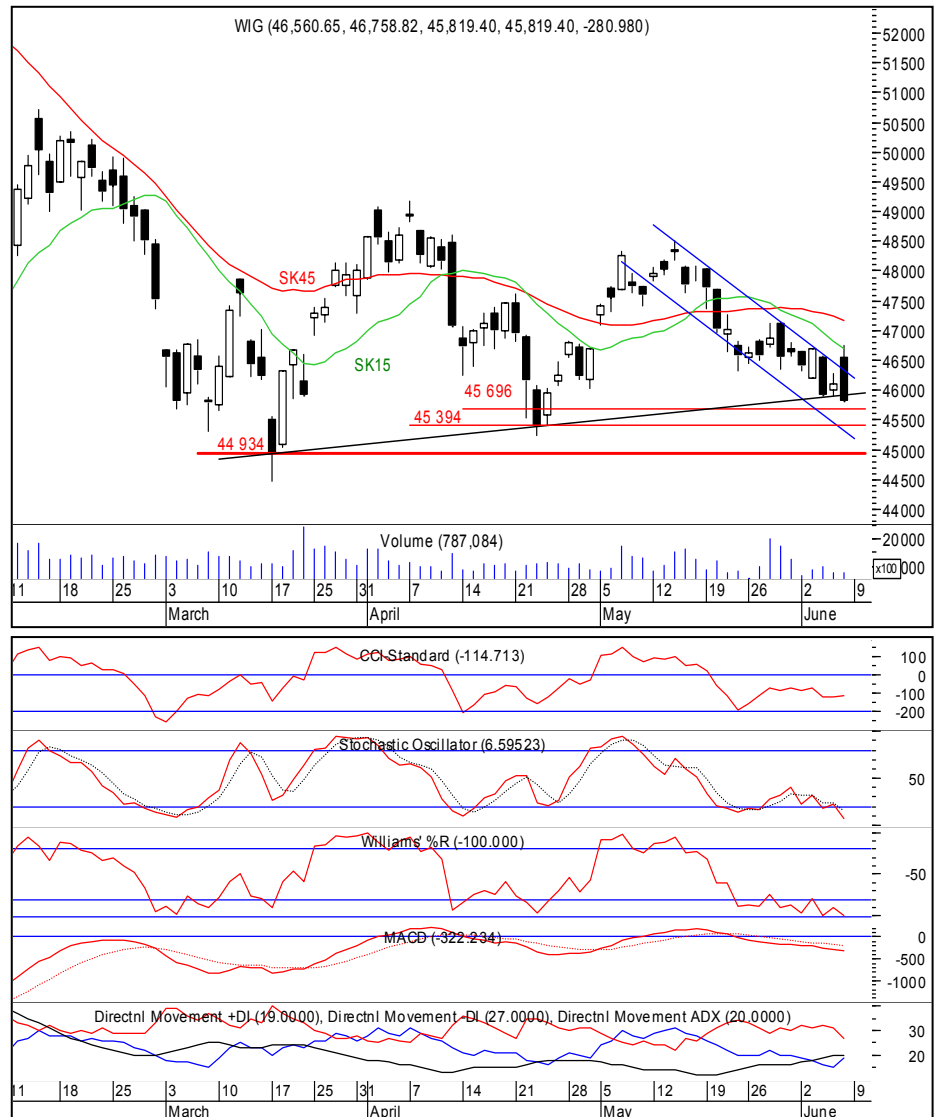 WIG (46,560.65, 46,758.82, 45,819.40, 45,819.40, -280.980)
52000
51500
51000
50500
50000
49500
49000
48500
48000
47500
47000
46500
46000
45500
45000
44500
44000
SK45
SK15
45 696
45 394
44 934
Volume (787,084)
20000
x100
000
11 18 25 3 10 17 25 31 7 14 21 28 5 12 19 26 2 9
March April May June
CCI Standard (-114.713)
100
0
-100
-200
Stochastic Oscillator (6.59523)
50
Williams' %R (-100.000)
-50
MACD (-322.234)
0
-500
-1000
Directnl Movement +DI (19.0000), Directnl Movement -DI (27.0000), Directnl Movement ADX (20.0000)
30
20
11 18 25 3 10 17 25 31 7 14 21 28 5 12 19 26 2 9
March April May June